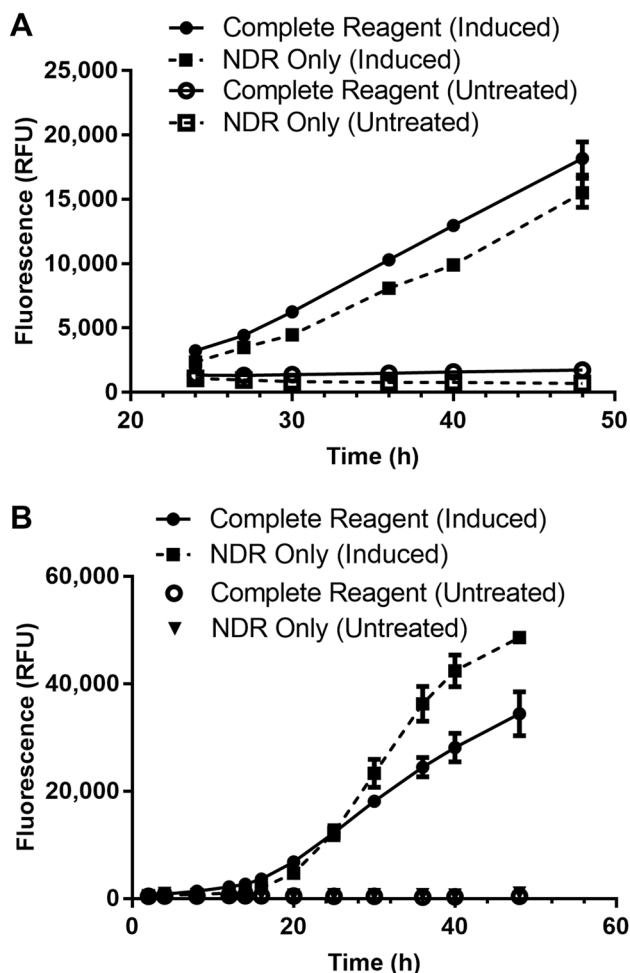 A
Complete Reagent (Induced)
NDR Only (Induced)
Complete Reagent (Untreated)
NDR Only (Untreated)
25,000
20,000
15,000
10,000
5,000
0
Fluorescence (RFU)
20
30
40
50
Time (h)
B
Complete Reagent (Induced)
NDR Only (Induced)
Complete Reagent (Untreated)
NDR Only (Untreated)
60,000
40,000
20,000
0
Fluorescence (RFU)
0
20
40
60
Time (h)